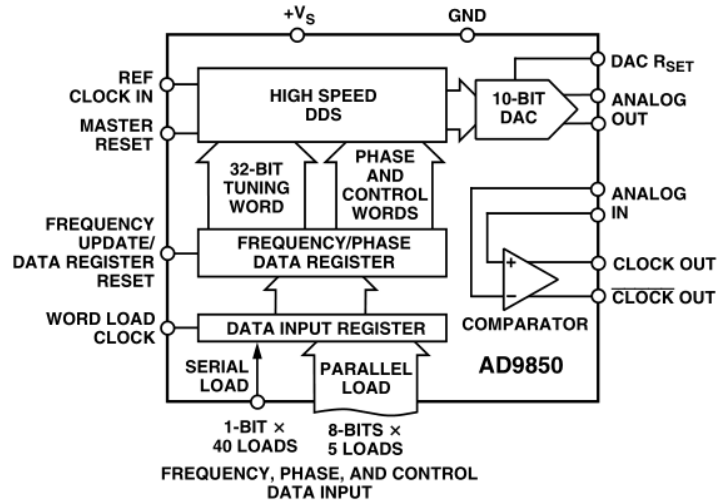 +VS
GND
REF
CLOCK IN
MASTER
RESET
HIGH SPEED
DDS
10-BIT
DAC
DAC RSET
ANALOG
OUT
32-BIT
TUNING
WORD
PHASE
AND
CONTROL
WORDS
ANALOG
IN
FREQUENCY
UPDATE/
DATA REGISTER
RESET
FREQUENCY/PHASE
DATA REGISTER
+
−
CLOCK OUT
CLOCK OUT
COMPARATOR
WORD LOAD
CLOCK
DATA INPUT REGISTER
SERIAL
LOAD
PARALLEL
LOAD
AD9850
1-BIT ×
40 LOADS
8-BITS ×
5 LOADS
FREQUENCY, PHASE, AND CONTROL
DATA INPUT